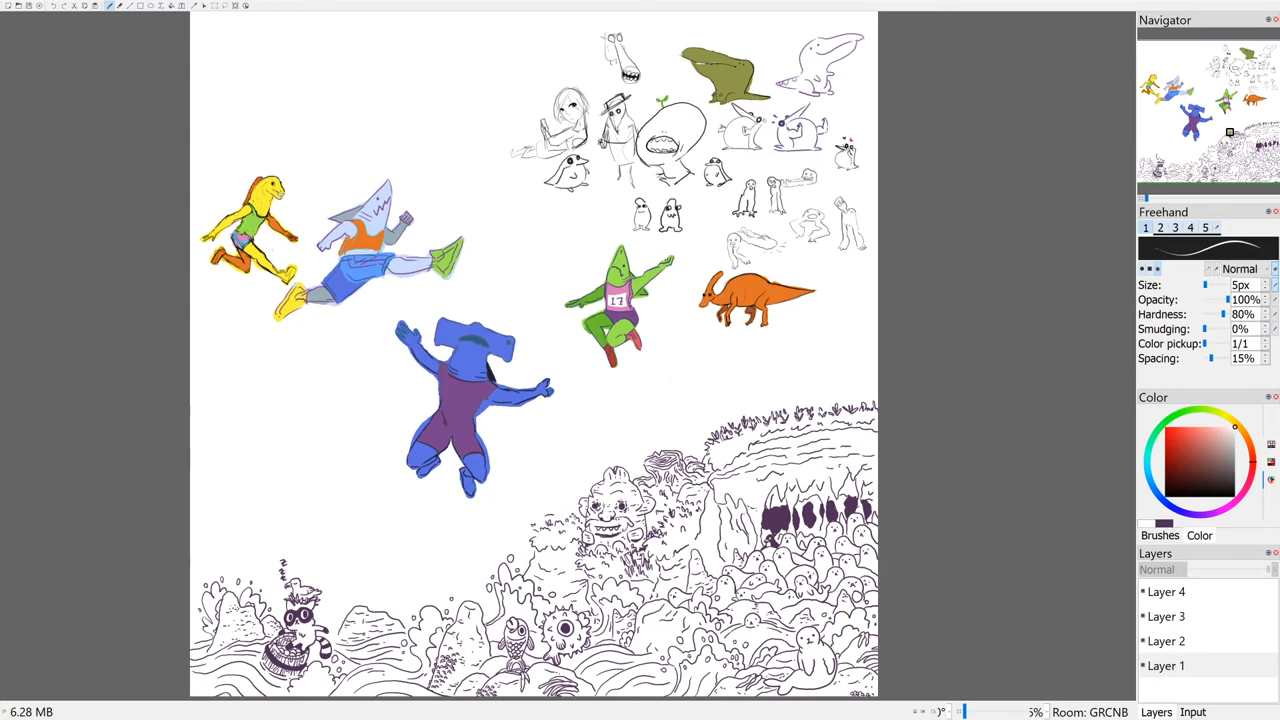 Navigator
Freehand
1 2 3 4 5
Normal
Size: 5px
Opacity: 100%
Hardness: 80%
Smudging: 0%
Color pickup: 1/1
Spacing: 15%
Color
Brushes Color
Layers
Normal
Layer 4
Layer 3
Layer 2
Layer 1
Layers Input
17
z
z
z
6.28 MB
Room: GRCNB